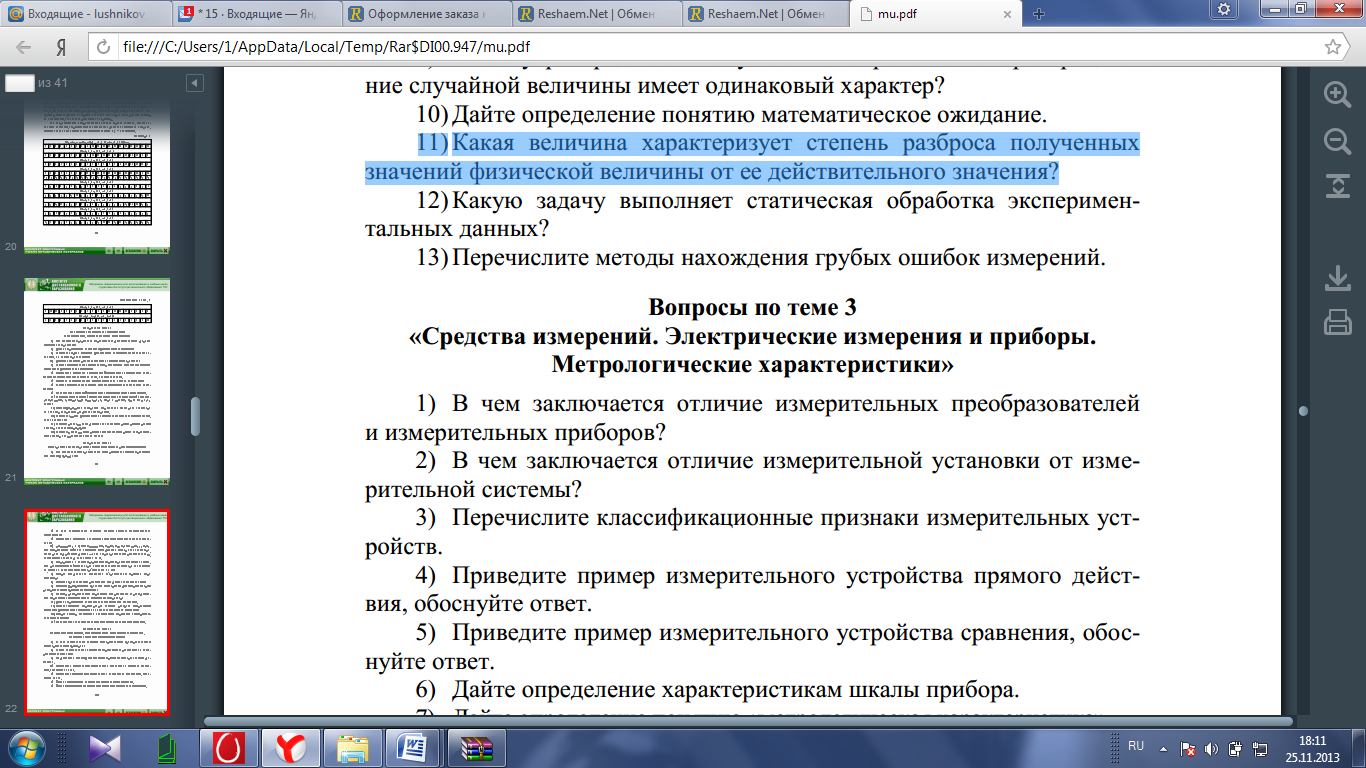 Входящие - lushnikov
* 15 · Входящие — Ян
Оформление заказа
Reshaem.Net | Обмен
Reshaem.Net | Обмен
mu.pdf
Я
file:///C:/Users/1/AppData/Local/Temp/Rar$DI00.947/mu.pdf
из 41
ние случайной величины имеет одинаковый характер?
10) Дайте определение понятию математическое ожидание.
11) Какая величина характеризует степень разброса полученных
значений физической величины от ее действительного значения?
12) Какую задачу выполняет статическая обработка эксперимен-
тальных данных?
13) Перечислите методы нахождения грубых ошибок измерений.
Вопросы по теме 3
«Средства измерений. Электрические измерения и приборы.
Метрологические характеристики»
1) В чем заключается отличие измерительных преобразователей
и измерительных приборов?
2) В чем заключается отличие измерительной установки от изме-
рительной системы?
3) Перечислите классификационные признаки измерительных уст-
ройств.
4) Приведите пример измерительного устройства прямого дейст-
вия, обоснуйте ответ.
5) Приведите пример измерительного устройства сравнения, обос-
нуйте ответ.
6) Дайте определение характеристикам шкалы прибора.
20
21
22
RU
18:11
25.11.2013